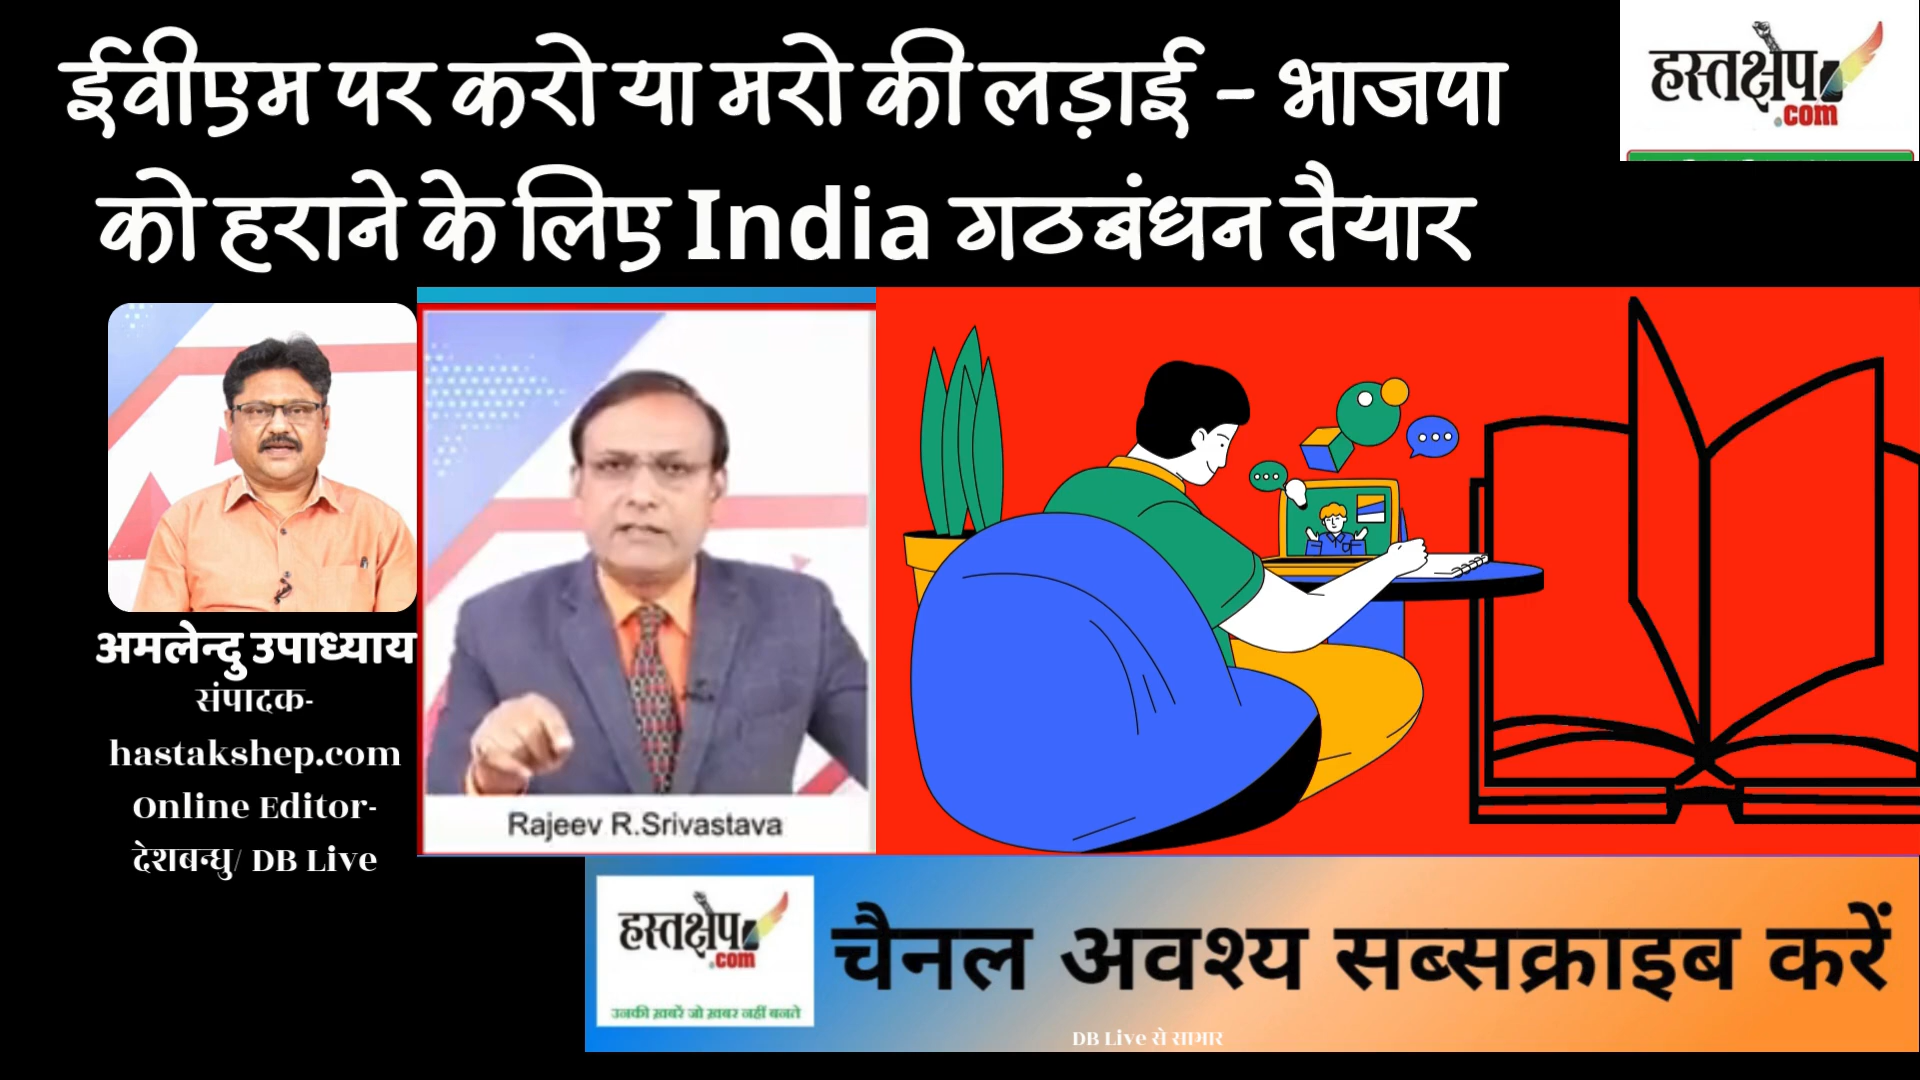 ईवीएम पर करो या मरो की लड़ाई - भाजपा
को हराने के लिए India गठबंधन तैयार
हस्तक्षेप
.com
अमलेन्दु उपाध्याय
संपादक-
hastakshep.com
Online Editor-
देशबन्धु/ DB Live
Rajeev R.Srivastava
हस्तक्षेप
.com
उनकी ख़बरें जो ख़बर नहीं बनते
चैनल अवश्य सब्सक्राइब करें
DB Live से साभार